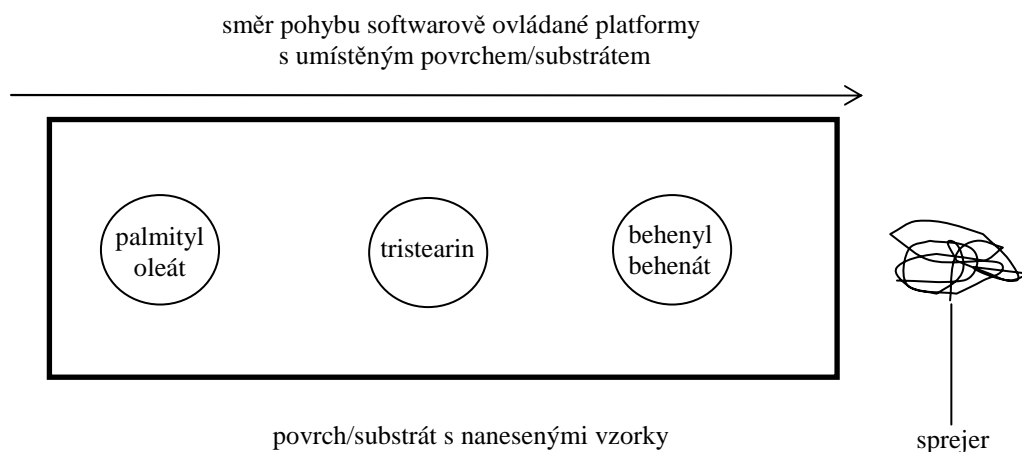 směr pohybu softwarově ovládané platformy
s umístěným povrchem/substrátem
palmityl
oleát
tristearin
behenyl
behenát
povrch/substrát s nanesenými vzorky
sprejer